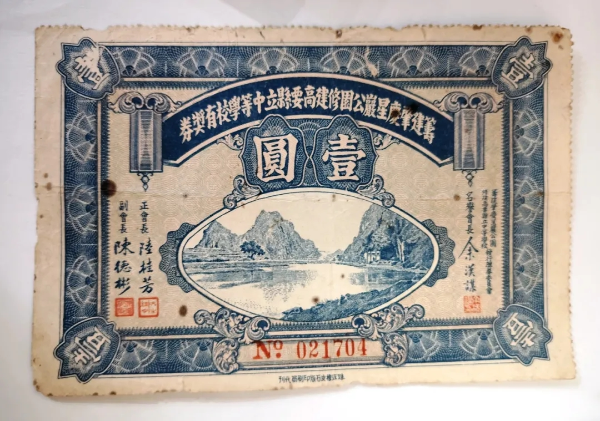 籌建肇慶星巖公園修建高要縣立中等學校有奬券
壹圓
壹
壹
壹
壹
名譽會長 余漢謀
正會長 陸桂芳
副會長 陳德彬
No 021704